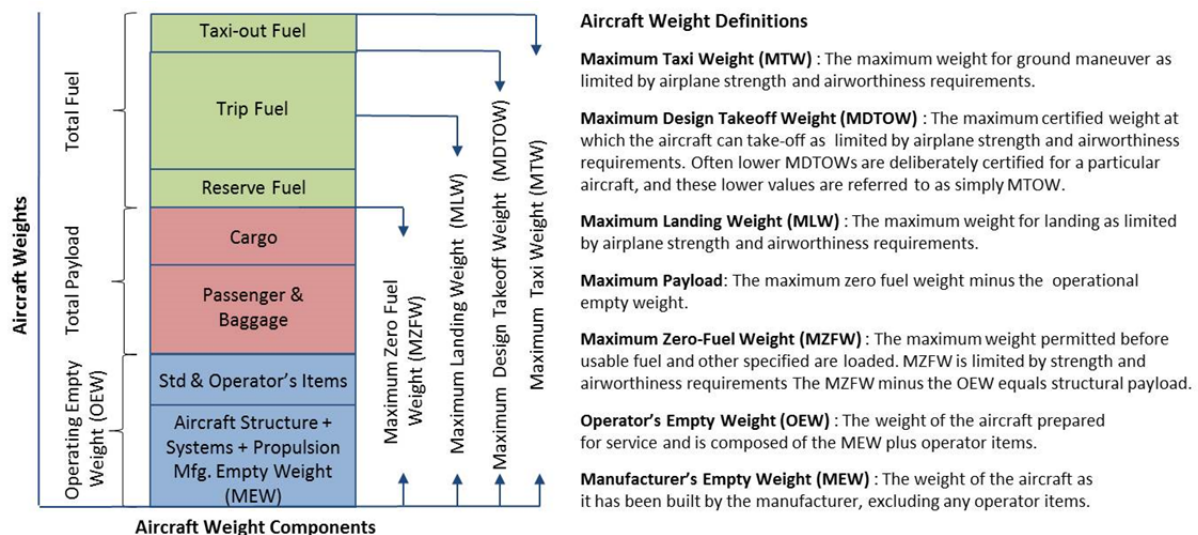 Aircraft Weights
Total Fuel
Total Payload
Operating Empty
Weight (OEW)
Taxi-out Fuel
Trip Fuel
Reserve Fuel
Cargo
Passenger &
Baggage
Std & Operator's Items
Aircraft Structure +
Systems + Propulsion
Mfg. Empty Weight
(MEW)
Maximum Zero Fuel
Weight (MZFW)
Maximum Landing Weight (MLW)
Maximum Design Takeoff Weight (MDTOW)
Maximum Taxi Weight (MTW)
Aircraft Weight Components
Aircraft Weight Definitions
Maximum Taxi Weight (MTW) : The maximum weight for ground maneuver as
limited by airplane strength and airworthiness requirements.
Maximum Design Takeoff Weight (MDTOW) : The maximum certified weight at
which the aircraft can take-off as limited by airplane strength and airworthiness
requirements. Often lower MDTOWs are deliberately certified for a particular
aircraft, and these lower values are referred to as simply MTOW.
Maximum Landing Weight (MLW) : The maximum weight for landing as limited
by airplane strength and airworthiness requirements.
Maximum Payload: The maximum zero fuel weight minus the operational
empty weight.
Maximum Zero-Fuel Weight (MZFW) : The maximum weight permitted before
usable fuel and other specified are loaded. MZFW is limited by strength and
airworthiness requirements The MZFW minus the OEW equals structural payload.
Operator's Empty Weight (OEW) : The weight of the aircraft prepared
for service and is composed of the MEW plus operator items.
Manufacturer's Empty Weight (MEW) : The weight of the aircraft as
it has been built by the manufacturer, excluding any operator items.